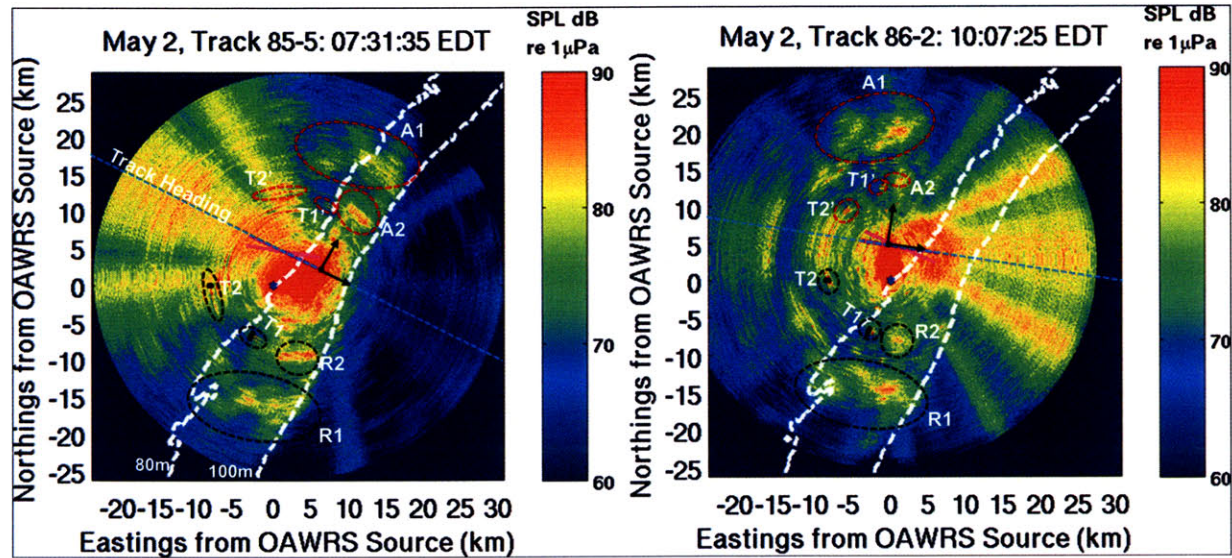 May 2, Track 85-5: 07:31:35 EDT
SPL dB
re 1µPa
Northings from OAWRS Source (km)
25
20
15
10
5
0
-5
-10
-15
-20
-25
A1
Track Heading
T2'
T1'
A2
T2
T1
R2
R1
80m
100m
-20-15-10 -5 0 5 10 15 20 25 30
Eastings from OAWRS Source (km)
90
80
70
60
May 2, Track 86-2: 10:07:25 EDT
SPL dB
re 1µPa
Northings from OAWRS Source (km)
25
20
15
10
5
0
-5
-10
-15
-20
-25
A1
T1'
A2
T2'
T2
T1
R2
R1
-20-15-10 -5 0 5 10 15 20 25 30
Eastings from OAWRS Source (km)
90
80
70
60